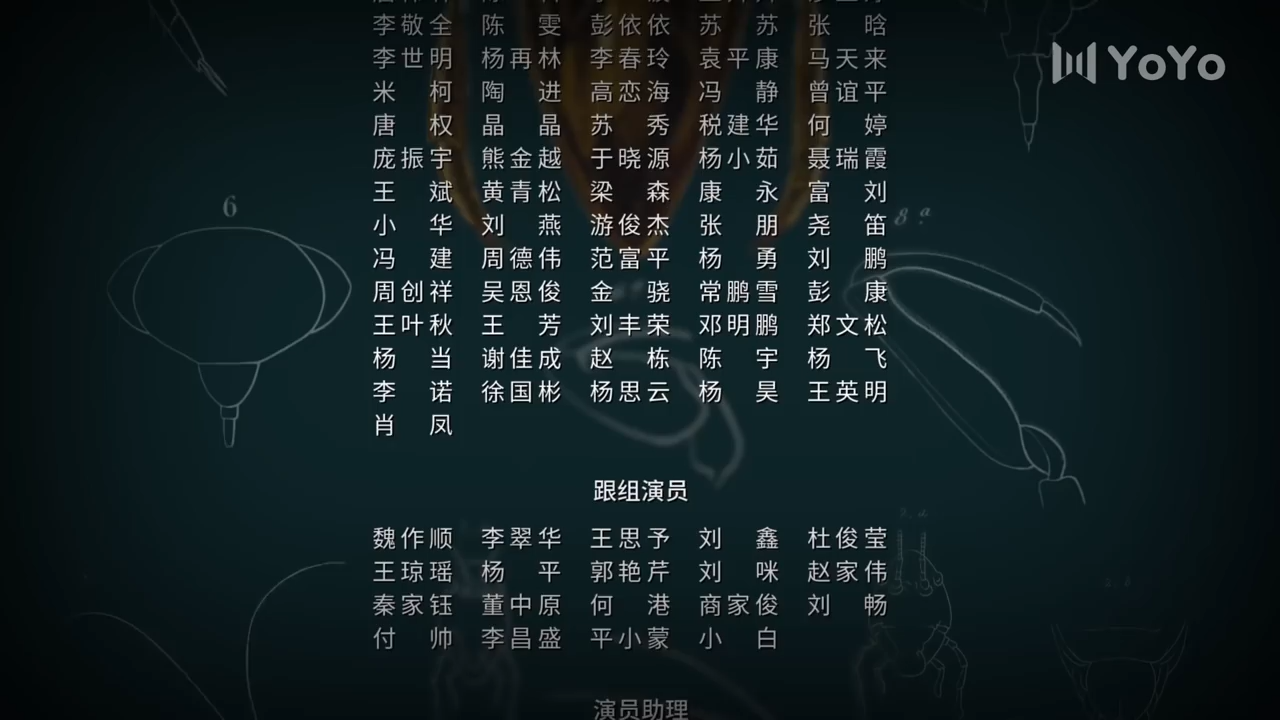 李敬全 陈雯 彭依依 苏苏 张晗
李世明 杨再林 李春玲 袁平康 马天来
YoYo
米柯 陶进 高恋海 冯静 曾谊平
唐权 晶晶 苏秀 税建华 何婷
庞振宇 熊金越 于晓源 杨小茹 聂瑞霞
王斌 黄青松 梁森 康永 富刘
6
小华 刘燕 游俊杰 张朋 尧笛
8 a
冯建 周德伟 范富平 杨勇 刘鹏
周创祥 吴恩俊 金骁 常鹏雪 彭康
王叶秋 王芳 刘丰荣 邓明鹏 郑文松
杨当 谢佳成 赵栋 陈宇 杨飞
李诺 徐国彬 杨思云 杨昊 王英明
肖凤
跟组演员
魏作顺 李翠华 王思予 刘鑫 杜俊莹
王琼瑶 杨平 郭艳芹 刘咪 赵家伟
秦家钰 董中原 何港 商家俊 刘畅
付帅 李昌盛 平小蒙 小白
演员助理